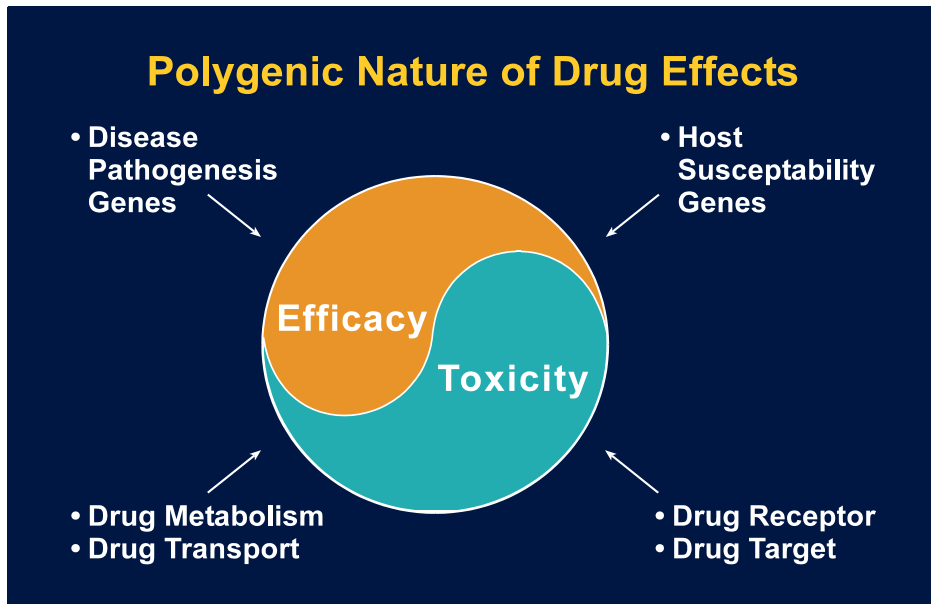 Polygenic Nature of Drug Effects
• Disease
Pathogenesis
Genes
• Host
Susceptability
Genes
Efficacy
Toxicity
• Drug Metabolism
• Drug Transport
• Drug Receptor
• Drug Target